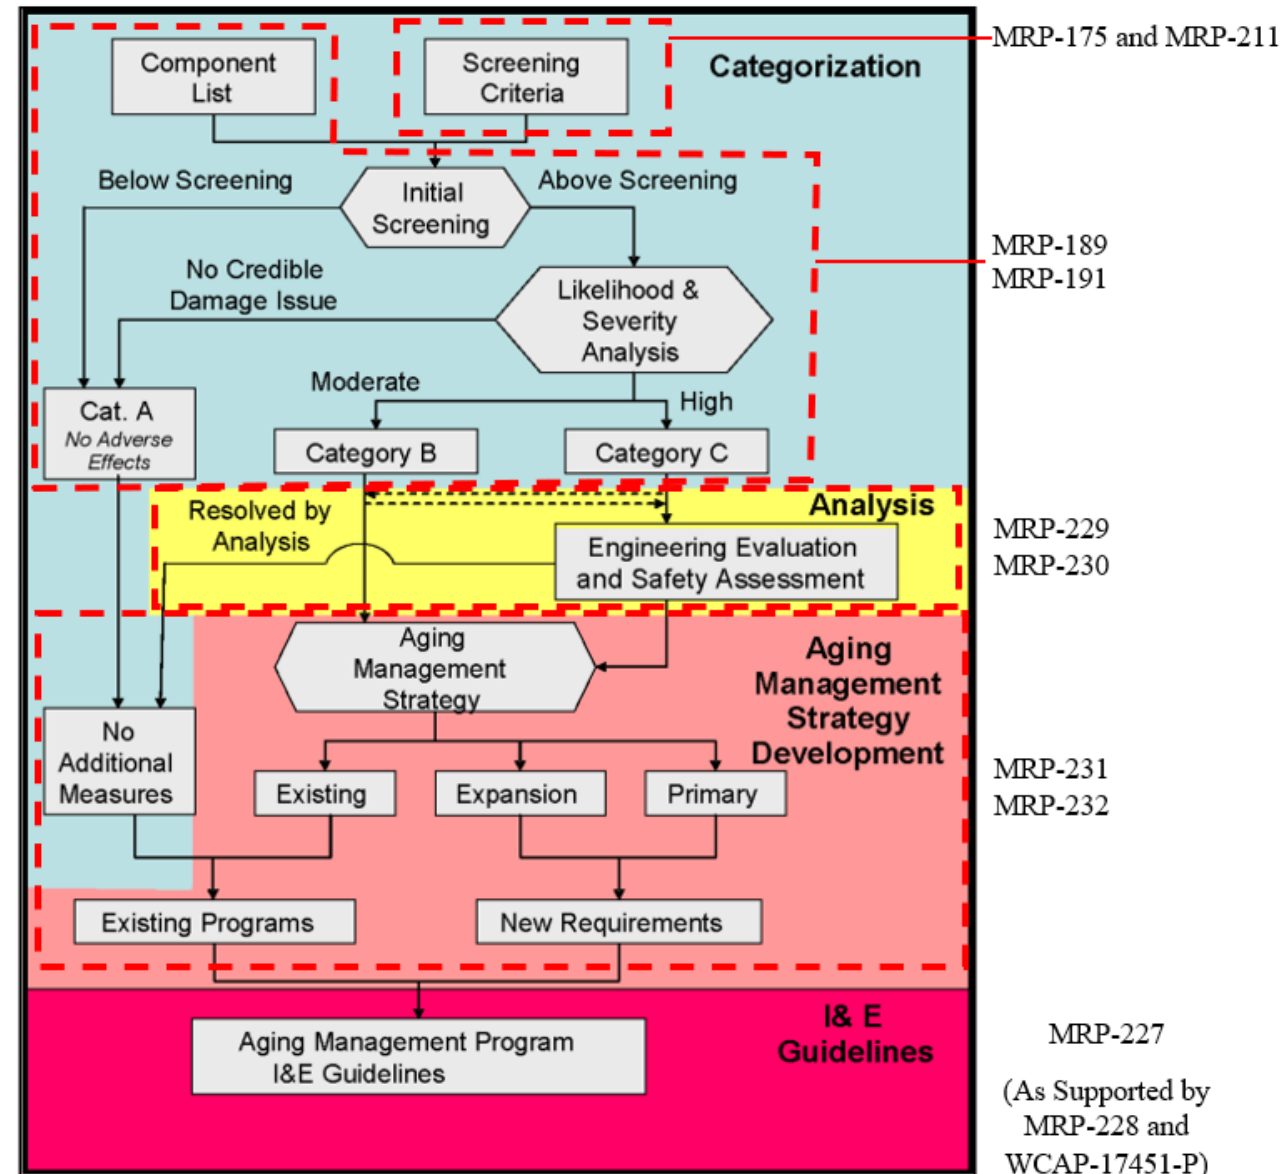 Component
List
Screening
Criteria
Categorization
MRP-175 and MRP-211
Below Screening
Initial
Screening
Above Screening
MRP-189
MRP-191
No Credible
Damage Issue
Likelihood &
Severity
Analysis
Moderate
High
Cat. A
No Adverse
Effects
Category B
Category C
Resolved by
Analysis
Analysis
Engineering Evaluation
and Safety Assessment
MRP-229
MRP-230
Aging
Management
Strategy
Aging
Management
Strategy
Development
No
Additional
Measures
Existing
Expansion
Primary
MRP-231
MRP-232
Existing Programs
New Requirements
I& E
Guidelines
Aging Management Program
I&E Guidelines
MRP-227
(As Supported by
MRP-228 and
WCAP-17451-P)